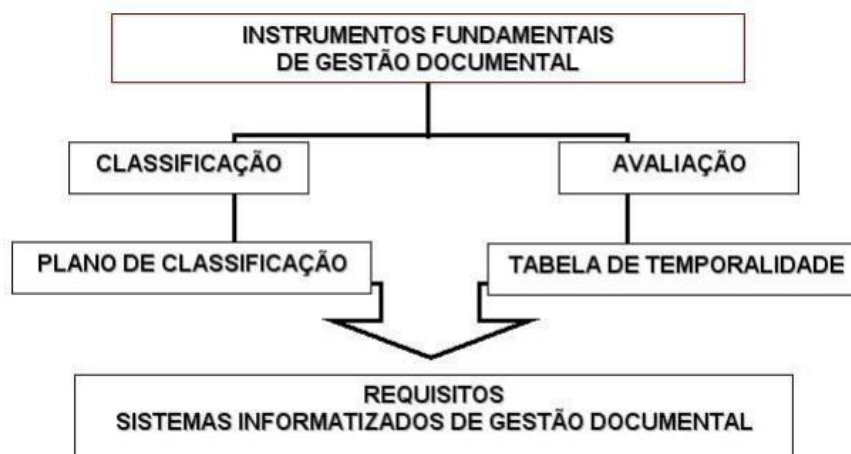 INSTRUMENTOS FUNDAMENTAIS
DE GESTÃO DOCUMENTAL
CLASSIFICAÇÃO
AVALIAÇÃO
PLANO DE CLASSIFICAÇÃO
TABELA DE TEMPORALIDADE
REQUISITOS
SISTEMAS INFORMATIZADOS DE GESTÃO DOCUMENTAL